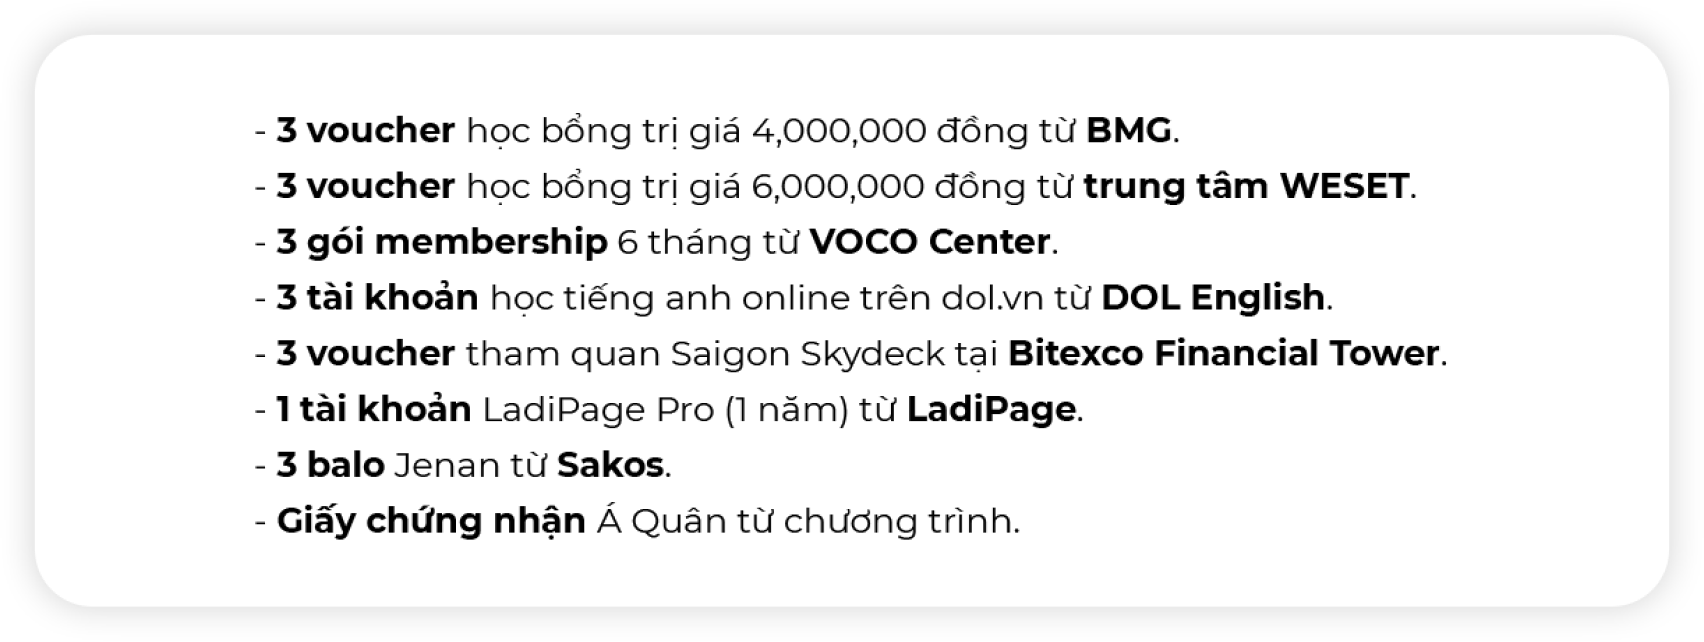 - 3 voucher học bổng trị giá 4,000,000 đồng từ BMG.
- 3 voucher học bổng trị giá 6,000,000 đồng từ trung tâm WESET.
- 3 gói membership 6 tháng từ VOCO Center.
- 3 tài khoản học tiếng anh online trên dol.vn từ DOL English.
- 3 voucher tham quan Saigon Skydeck tại Bitexco Financial Tower.
- 1 tài khoản LadiPage Pro (1 năm) từ LadiPage.
- 3 balo Jenan từ Sakos.
- Giấy chứng nhận Á Quân từ chương trình.